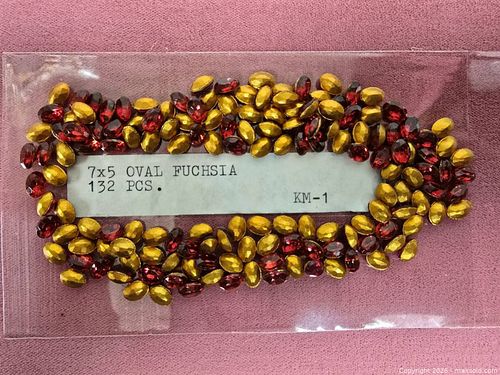 7x5 OVAL FUCHSIA
132 PCS.
KM-1
Copyright 2026 - maxsold.com